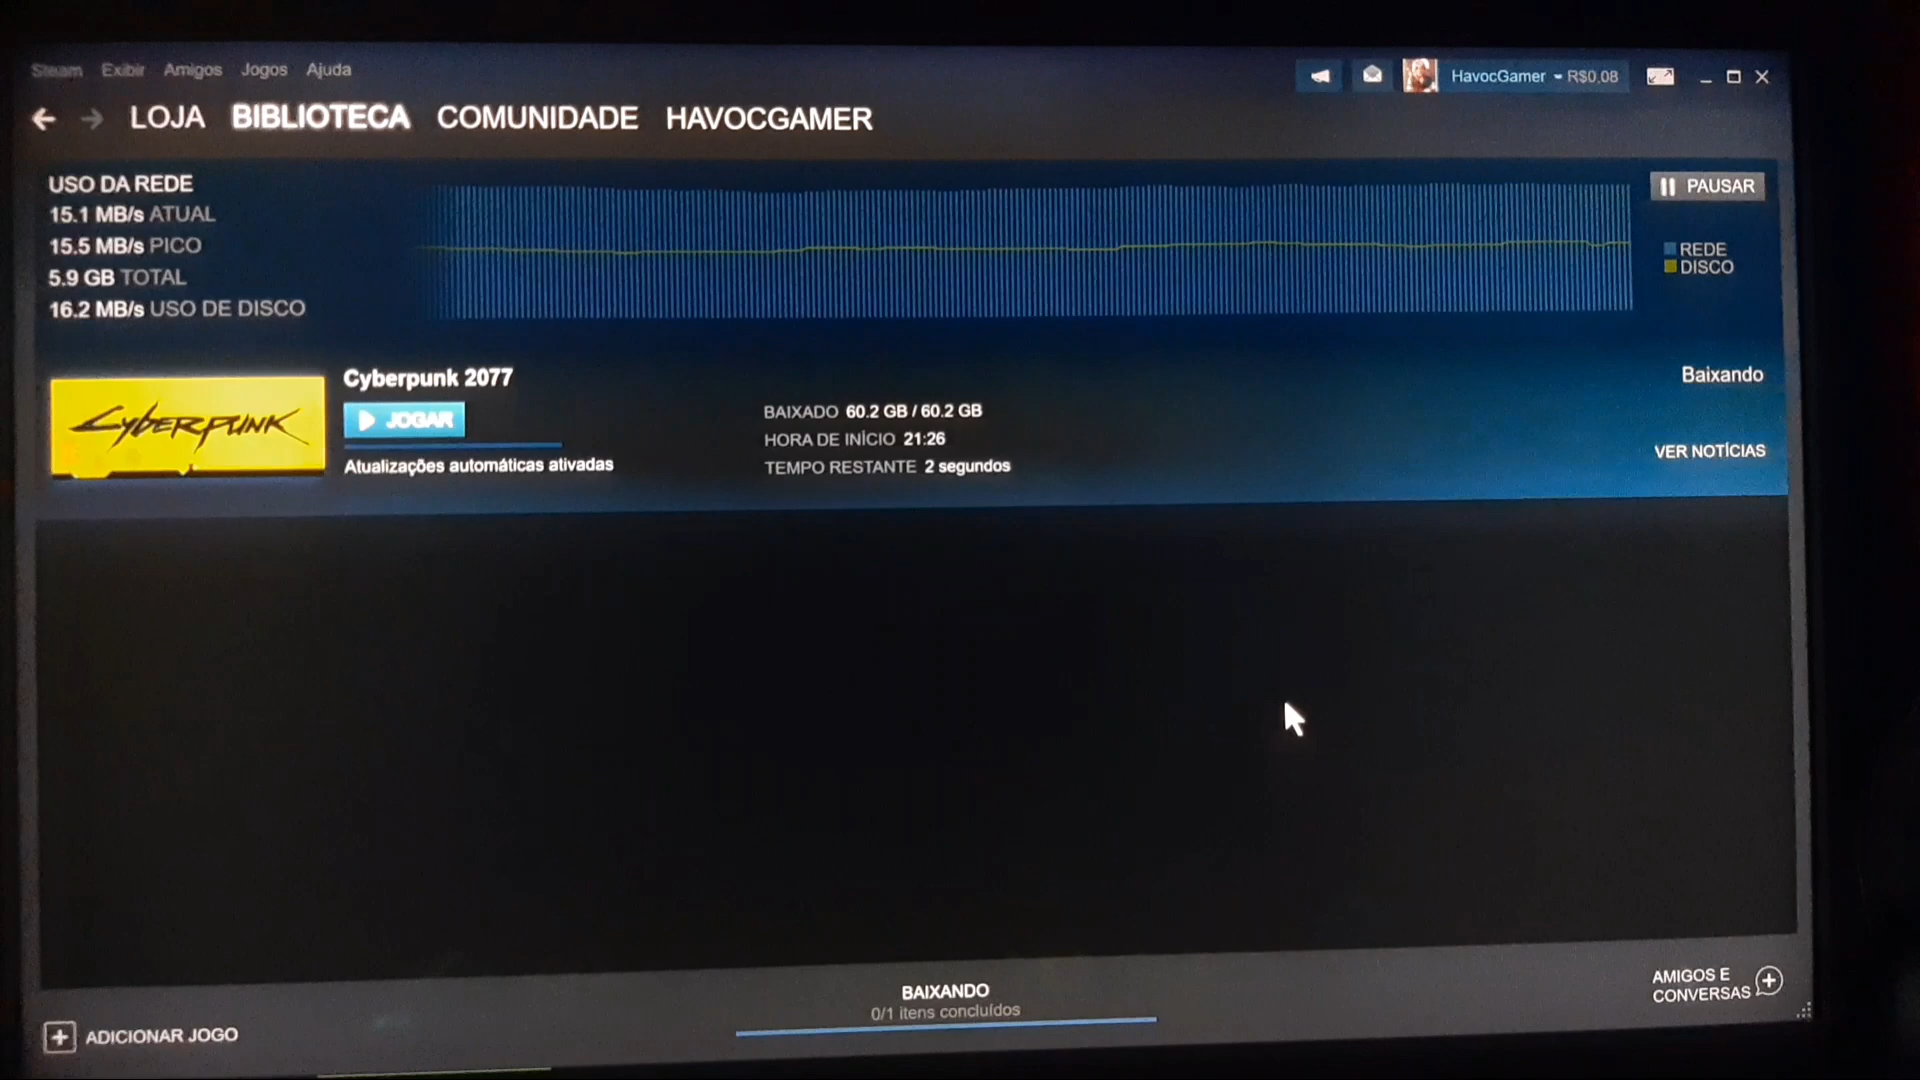 Steam Exibir Amigos Jogos Ajuda
HavocGamer R$0,08
LOJA BIBLIOTECA COMUNIDADE HAVOCGAMER
USO DA REDE
15.1 MB/s ATUAL
15.5 MB/s PICO
5.9 GB TOTAL
16.2 MB/s USO DE DISCO
PAUSAR
REDE
DISCO
CYBERPUNK
Cyberpunk 2077
JOGAR
Atualizações automáticas ativadas
BAIXADO 60.2 GB / 60.2 GB
HORA DE INÍCIO 21:26
TEMPO RESTANTE 2 segundos
Baixando
VER NOTÍCIAS
BAIXANDO
0/1 itens concluídos
ADICIONAR JOGO
AMIGOS E
CONVERSAS